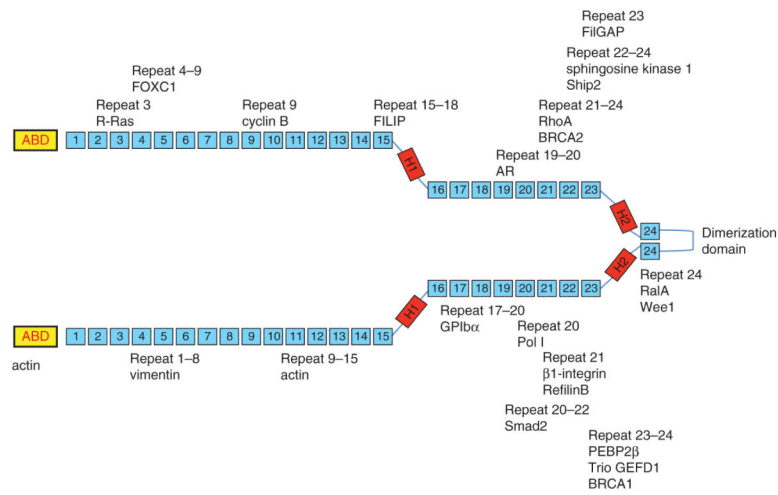 Repeat 23
FilGAP
Repeat 22–24
sphingosine kinase 1
Ship2
Repeat 4–9
FOXC1
Repeat 3
R-Ras
Repeat 9
cyclin B
Repeat 15–18
FILIP
Repeat 21–24
RhoA
BRCA2
Repeat 19–20
AR
ABD 1 2 3 4 5 6 7 8 9 10 11 12 13 14 15
H1
16 17 18 19 20 21 22 23
H2
24
Dimerization
domain
24
H2
Repeat 24
RalA
Wee1
16 17 18 19 20 21 22 23
H1
Repeat 17–20
GPIbα
ABD 1 2 3 4 5 6 7 8 9 10 11 12 13 14 15
actin
Repeat 1–8
vimentin
Repeat 9–15
actin
Repeat 20
Pol I
Repeat 21
β1-integrin
RefilinB
Repeat 20–22
Smad2
Repeat 23–24
PEBP2β
Trio GEFD1
BRCA1